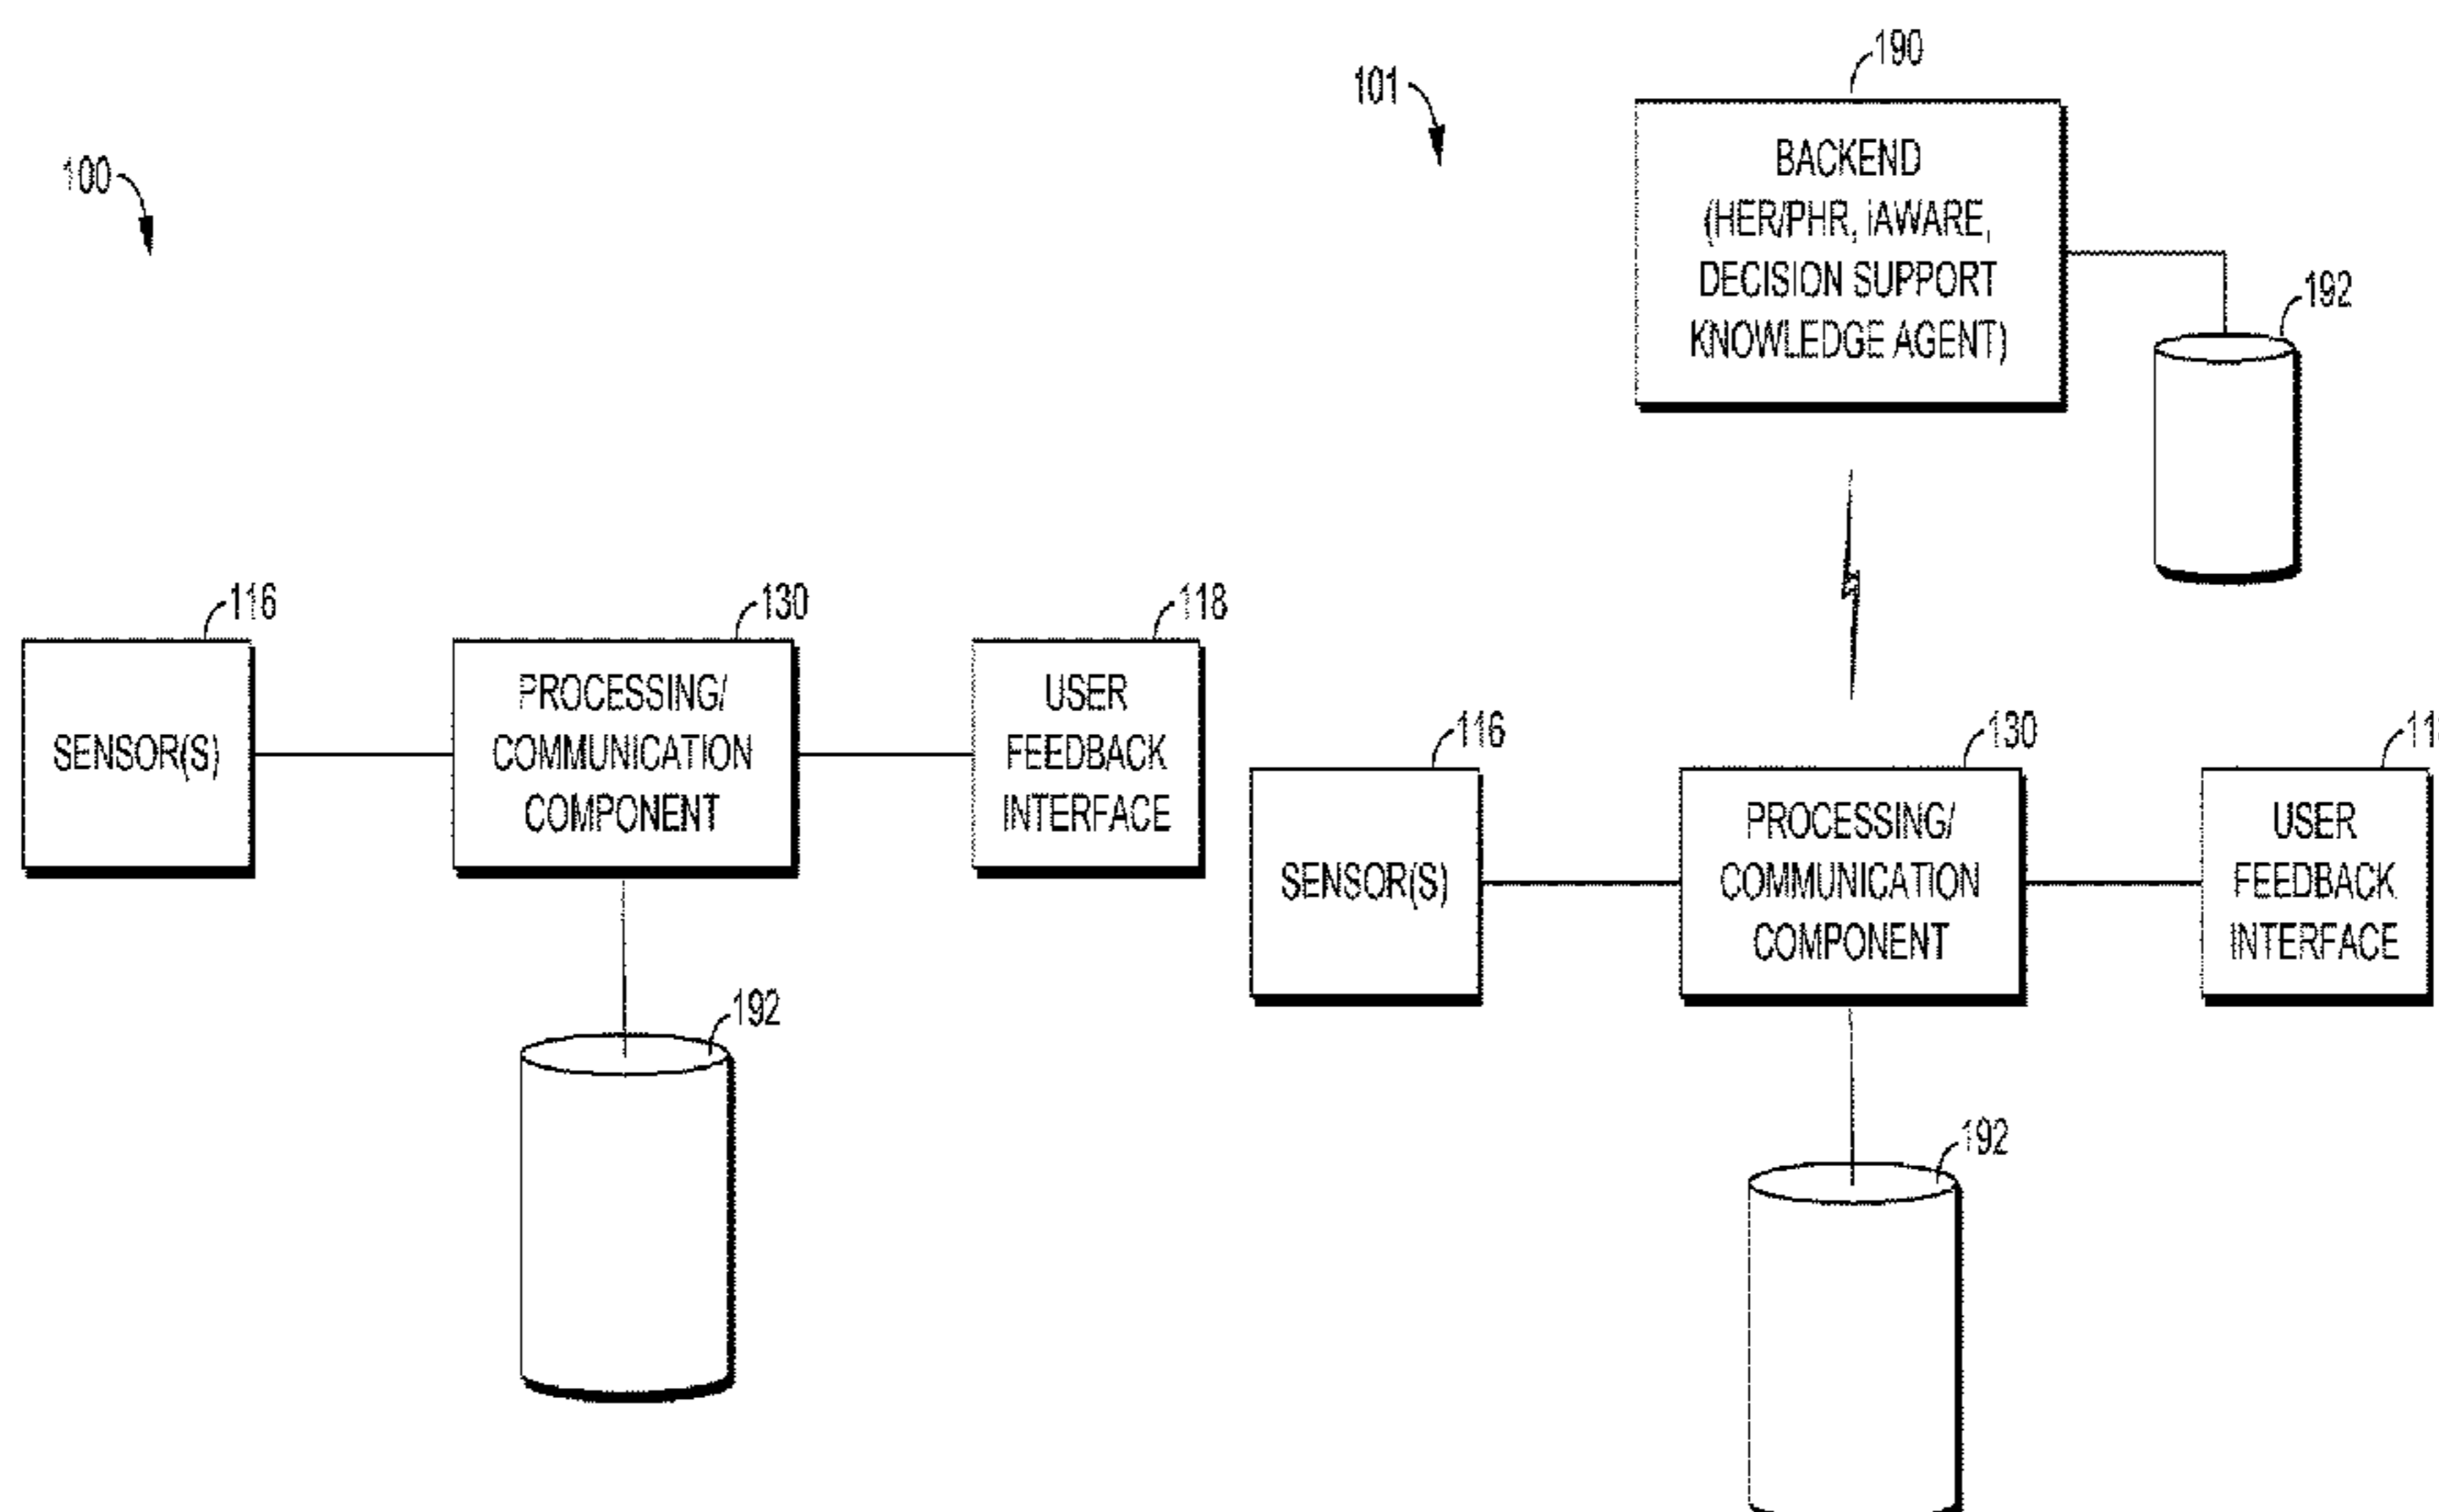 100
116
SENSOR(S)
130
PROCESSING/
COMMUNICATION
COMPONENT
118
USER
FEEDBACK
INTERFACE
192
101
190
BACKEND
(HER/PHR, iAWARE,
DECISION SUPPORT
KNOWLEDGE AGENT)
192
116
SENSOR(S)
130
PROCESSING/
COMMUNICATION
COMPONENT
USER
FEEDBACK
INTERFACE
192